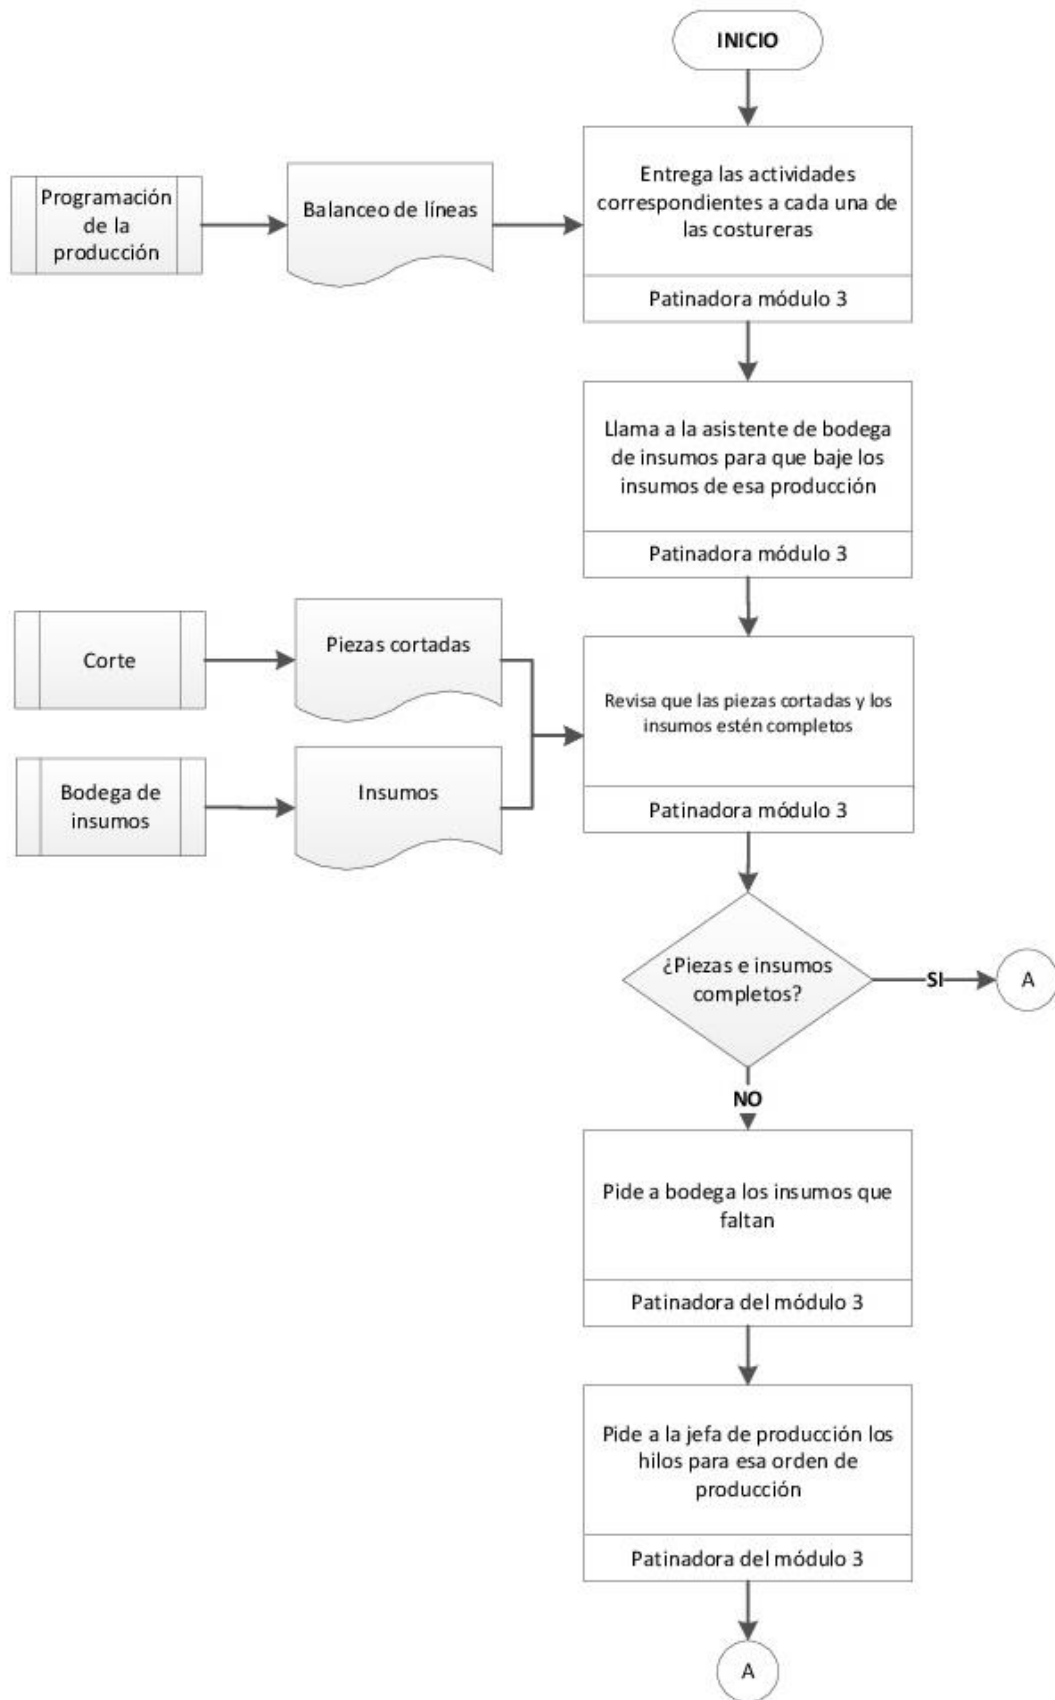 INICIO
Programación
de la
producción
Balanceo de líneas
Entrega las actividades
correspondientes a cada una de
las costureras
Patinadora módulo 3
Llama a la asistente de bodega
de insumos para que baje los
insumos de esa producción
Patinadora módulo 3
Corte
Piezas cortadas
Revisa que las piezas cortadas y los
insumos estén completos
Patinadora módulo 3
Bodega de
insumos
Insumos
¿Piezas e insumos
completos?
SI
A
NO
Pide a bodega los insumos que
faltan
Patinadora del módulo 3
Pide a la jefa de producción los
hilos para esa orden de
producción
Patinadora del módulo 3
A